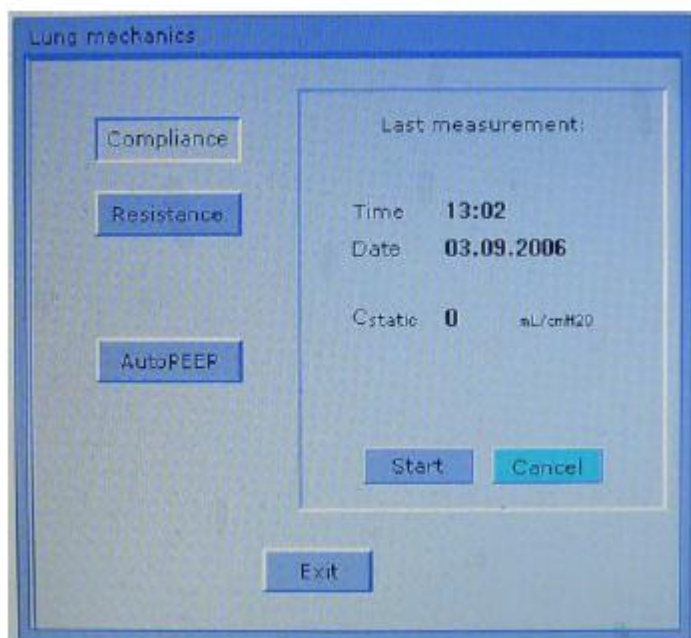 Lung mechanics
Compliance
Resistance
AutoPEEP
Last measurement:
Time 13:02
Date 03.09.2006
Cstatic 0 mL/cmH2O
Start Cancel
Exit